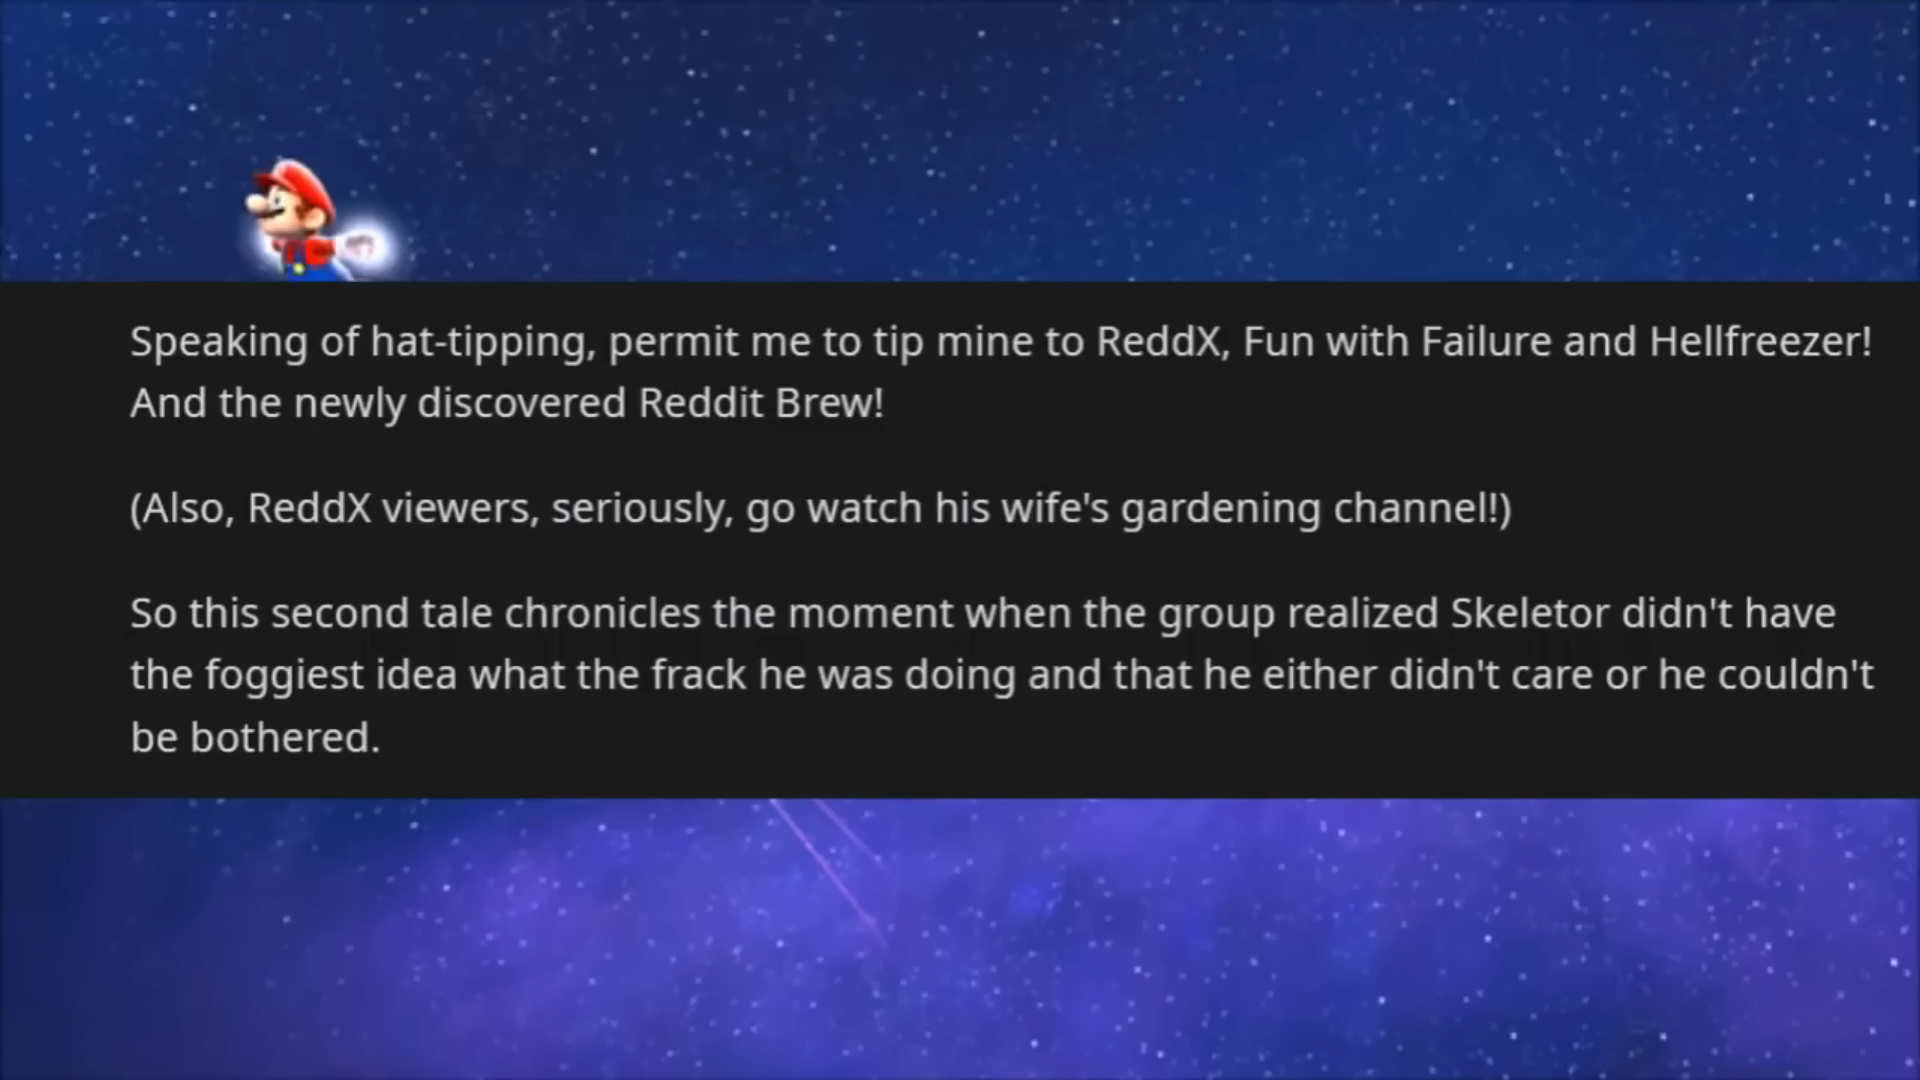 Speaking of hat-tipping, permit me to tip mine to ReddX, Fun with Failure and Hellfreezer!
And the newly discovered Reddit Brew!
(Also, ReddX viewers, seriously, go watch his wife's gardening channel!)
So this second tale chronicles the moment when the group realized Skeletor didn't have
the foggiest idea what the frack he was doing and that he either didn't care or he couldn't
be bothered.